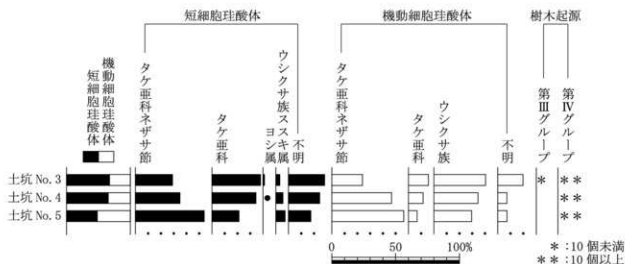 短細胞珪酸体
機動細胞珪酸体
樹木起源
機動細胞珪酸体
短細胞珪酸体
タケ亜科ネザサ節
タケ亜科
ヨシ属
ウシクサ族ススキ属
不明
タケ亜科ネザサ節
タケ亜科
ウシクサ族
不明
第Ⅲグループ
第Ⅳグループ
土坑 No. 3
* **
土坑 No. 4
**
土坑 No. 5
**
0 50 100%
* :10 個未満
** :10 個以上